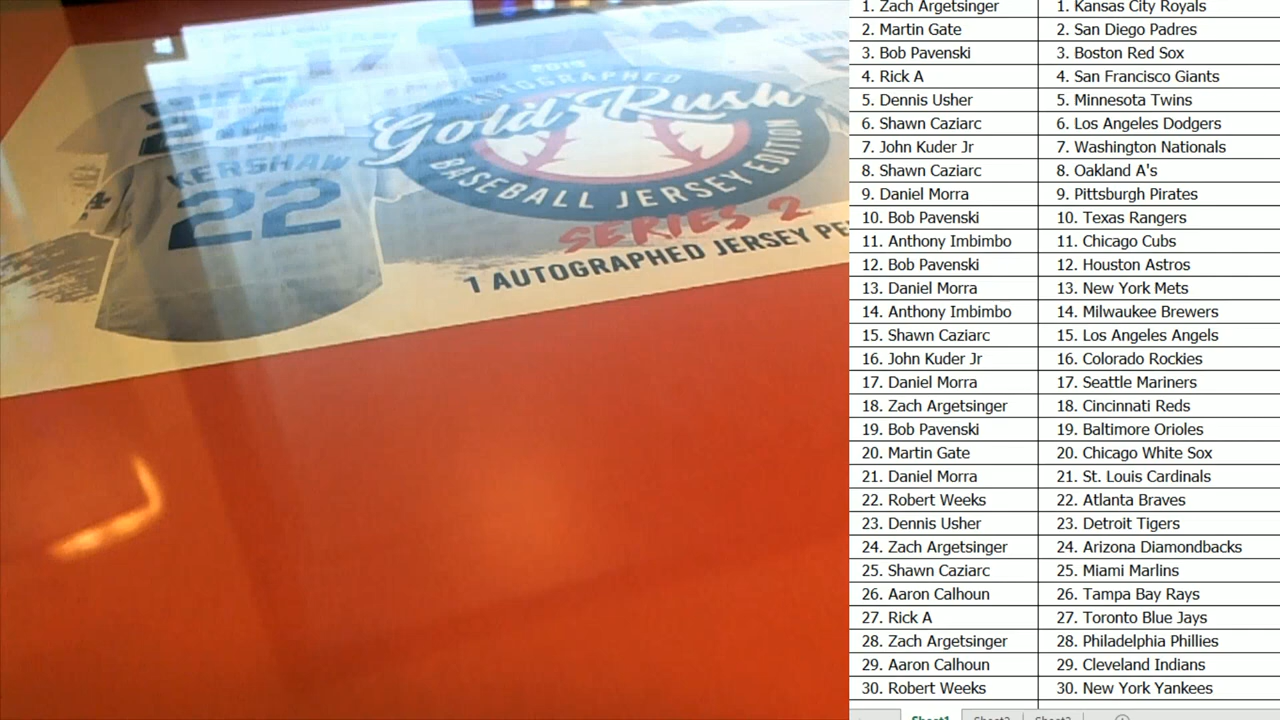 2019
AUTOGRAPHED
Gold Rush
BASEBALL JERSEY EDITION
SERIES 2
1 AUTOGRAPHED JERSEY PE
KERSHAW
22
1. Zach Argetsinger 1. Kansas City Royals
2. Martin Gate 2. San Diego Padres
3. Bob Pavenski 3. Boston Red Sox
4. Rick A 4. San Francisco Giants
5. Dennis Usher 5. Minnesota Twins
6. Shawn Caziarc 6. Los Angeles Dodgers
7. John Kuder Jr 7. Washington Nationals
8. Shawn Caziarc 8. Oakland A's
9. Daniel Morra 9. Pittsburgh Pirates
10. Bob Pavenski 10. Texas Rangers
11. Anthony Imbimbo 11. Chicago Cubs
12. Bob Pavenski 12. Houston Astros
13. Daniel Morra 13. New York Mets
14. Anthony Imbimbo 14. Milwaukee Brewers
15. Shawn Caziarc 15. Los Angeles Angels
16. John Kuder Jr 16. Colorado Rockies
17. Daniel Morra 17. Seattle Mariners
18. Zach Argetsinger 18. Cincinnati Reds
19. Bob Pavenski 19. Baltimore Orioles
20. Martin Gate 20. Chicago White Sox
21. Daniel Morra 21. St. Louis Cardinals
22. Robert Weeks 22. Atlanta Braves
23. Dennis Usher 23. Detroit Tigers
24. Zach Argetsinger 24. Arizona Diamondbacks
25. Shawn Caziarc 25. Miami Marlins
26. Aaron Calhoun 26. Tampa Bay Rays
27. Rick A 27. Toronto Blue Jays
28. Zach Argetsinger 28. Philadelphia Phillies
29. Aaron Calhoun 29. Cleveland Indians
30. Robert Weeks 30. New York Yankees
Sheet1 Sheet2 Sheet3